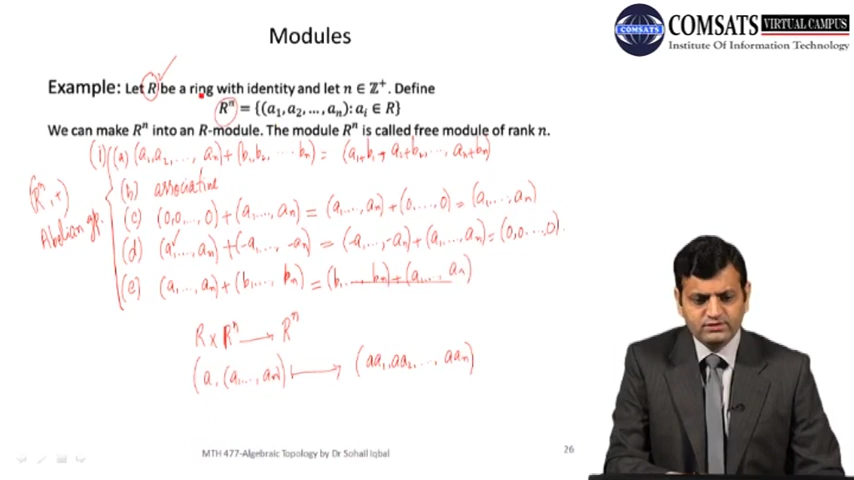 Modules
COMSATS VIRTUAL CAMPUS
Institute Of Information Technology
Example: Let R be a ring with identity and let n ∈ ℤ⁺. Define
Rⁿ = {(a₁, a₂, …, aₙ): aᵢ ∈ R}
We can make Rⁿ into an R-module. The module Rⁿ is called free module of rank n.
(i) (a) (a₁, a₂, …, aₙ) + (b₁, b₂, … bₙ) = (a₁+b₁, a₂+b₂, …, aₙ+bₙ)
(b) associative
(Rⁿ, +)
Abelian gp.
(c) (0,0,…,0) + (a₁,…,aₙ) = (a₁,…,aₙ) + (0,…,0) = (a₁,…,aₙ)
(d) (a₁,…,aₙ) + (-a₁,…,-aₙ) = (-a₁,…,-aₙ) + (a₁,…,aₙ) = (0,0,…,0).
(e) (a₁,…,aₙ) + (b₁,…, bₙ) = (b₁,…, bₙ) + (a₁,…, aₙ)
R × Rⁿ → Rⁿ
(a, (a₁,…,aₙ)) ↦ (aa₁, aa₂, …, aaₙ)
MTH 477-Algebraic Topology by Dr Sohail Iqbal
26